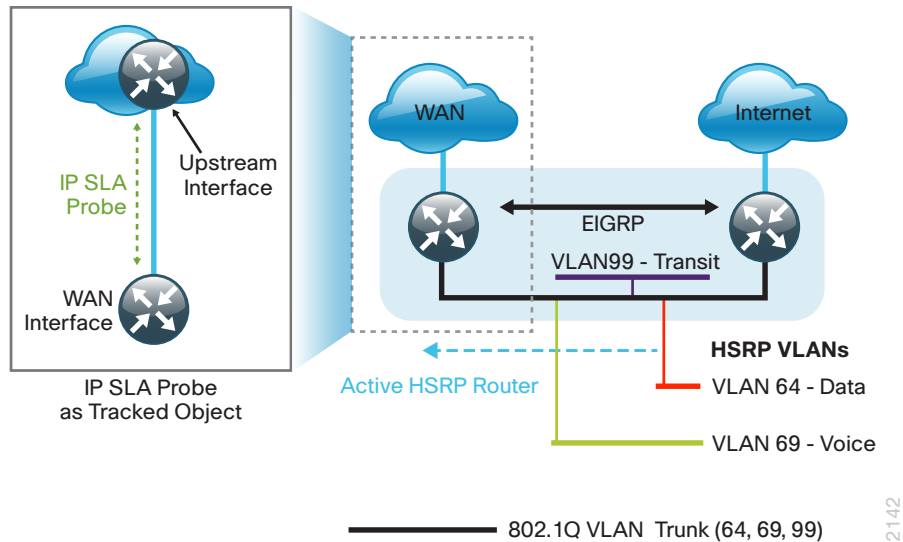 IP SLA
Probe
Upstream
Interface
WAN
Interface
IP SLA Probe
as Tracked Object
WAN
Internet
EIGRP
VLAN99 - Transit
Active HSRP Router
HSRP VLANs
VLAN 64 - Data
VLAN 69 - Voice
802.1Q VLAN Trunk (64, 69, 99)
2142